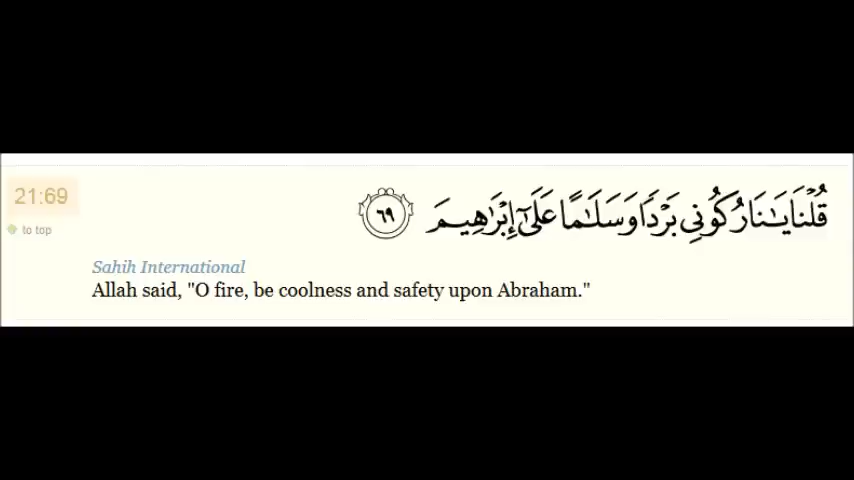 21:69
قُلْنَا يَـٰنَارُ كُونِى بَرْدًا وَسَلَـٰمًا عَلَىٰٓ إِبْرَٰهِيمَ ٦٩
to top
Sahih International
Allah said, "O fire, be coolness and safety upon Abraham."